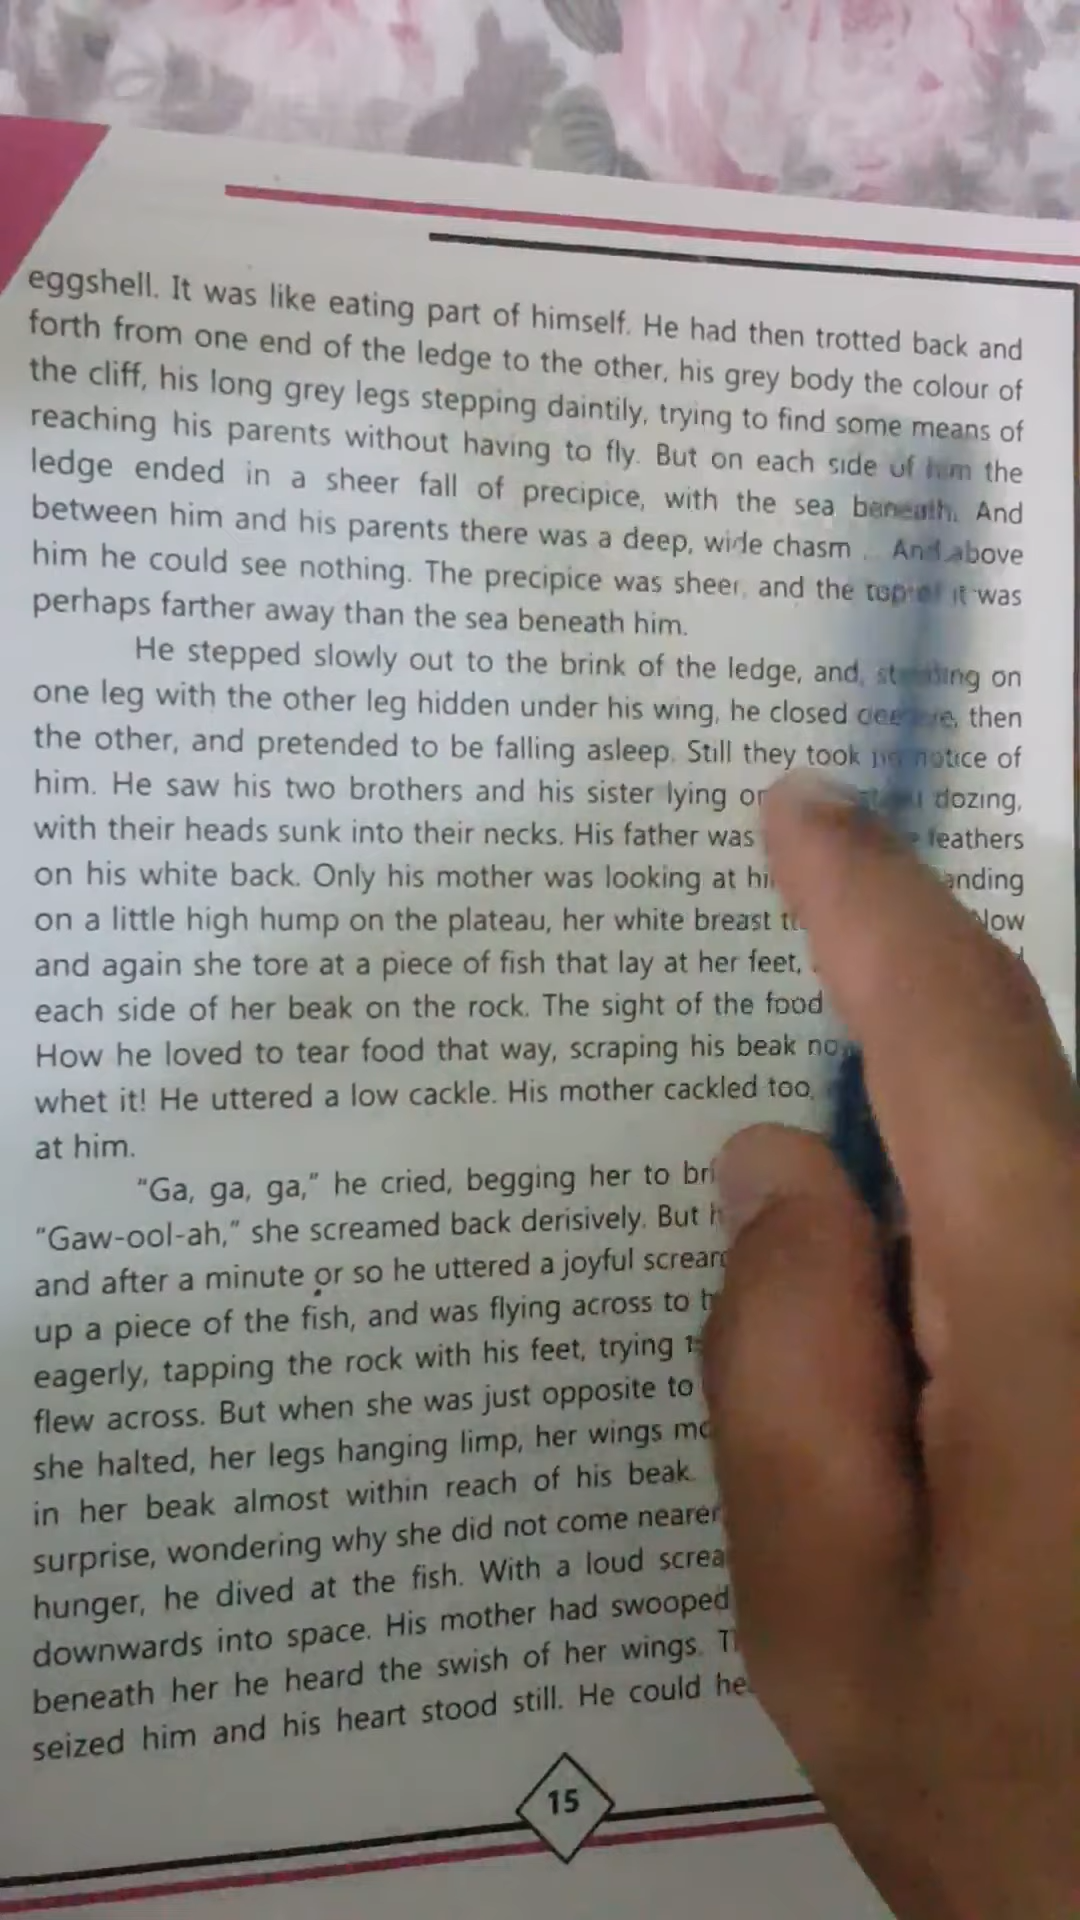 eggshell. It was like eating part of himself. He had then trotted back and
forth from one end of the ledge to the other, his grey body the colour of
the cliff, his long grey legs stepping daintily, trying to find some means of
reaching his parents without having to fly. But on each side of him the
ledge ended in a sheer fall of precipice, with the sea beneath. And
between him and his parents there was a deep, wide chasm. And above
him he could see nothing. The precipice was sheer, and the top of it was
perhaps farther away than the sea beneath him.
He stepped slowly out to the brink of the ledge, and, standing on
one leg with the other leg hidden under his wing, he closed one eye, then
the other, and pretended to be falling asleep. Still they took no notice of
him. He saw his two brothers and his sister lying dozing,
with their heads sunk into their necks. His father was feathers
on his white back. Only his mother was looking at
on a little high hump on the plateau, her white breast Now
and again she tore at a piece of fish that lay at her feet,
each side of her beak on the rock. The sight of the food
How he loved to tear food that way, scraping his beak
whet it! He uttered a low cackle. His mother cackled too,
at him.
"Ga, ga, ga," he cried, begging her to
"Gaw-ool-ah," she screamed back derisively. But
and after a minute or so he uttered a joyful
up a piece of the fish, and was flying across to
eagerly, tapping the rock with his feet, trying
flew across. But when she was just opposite to
she halted, her legs hanging limp, her wings
in her beak almost within reach of his beak.
surprise, wondering why she did not come nearer
hunger, he dived at the fish. With a loud
downwards into space. His mother had swooped
beneath her he heard the swish of her wings.
seized him and his heart stood still. He could
15